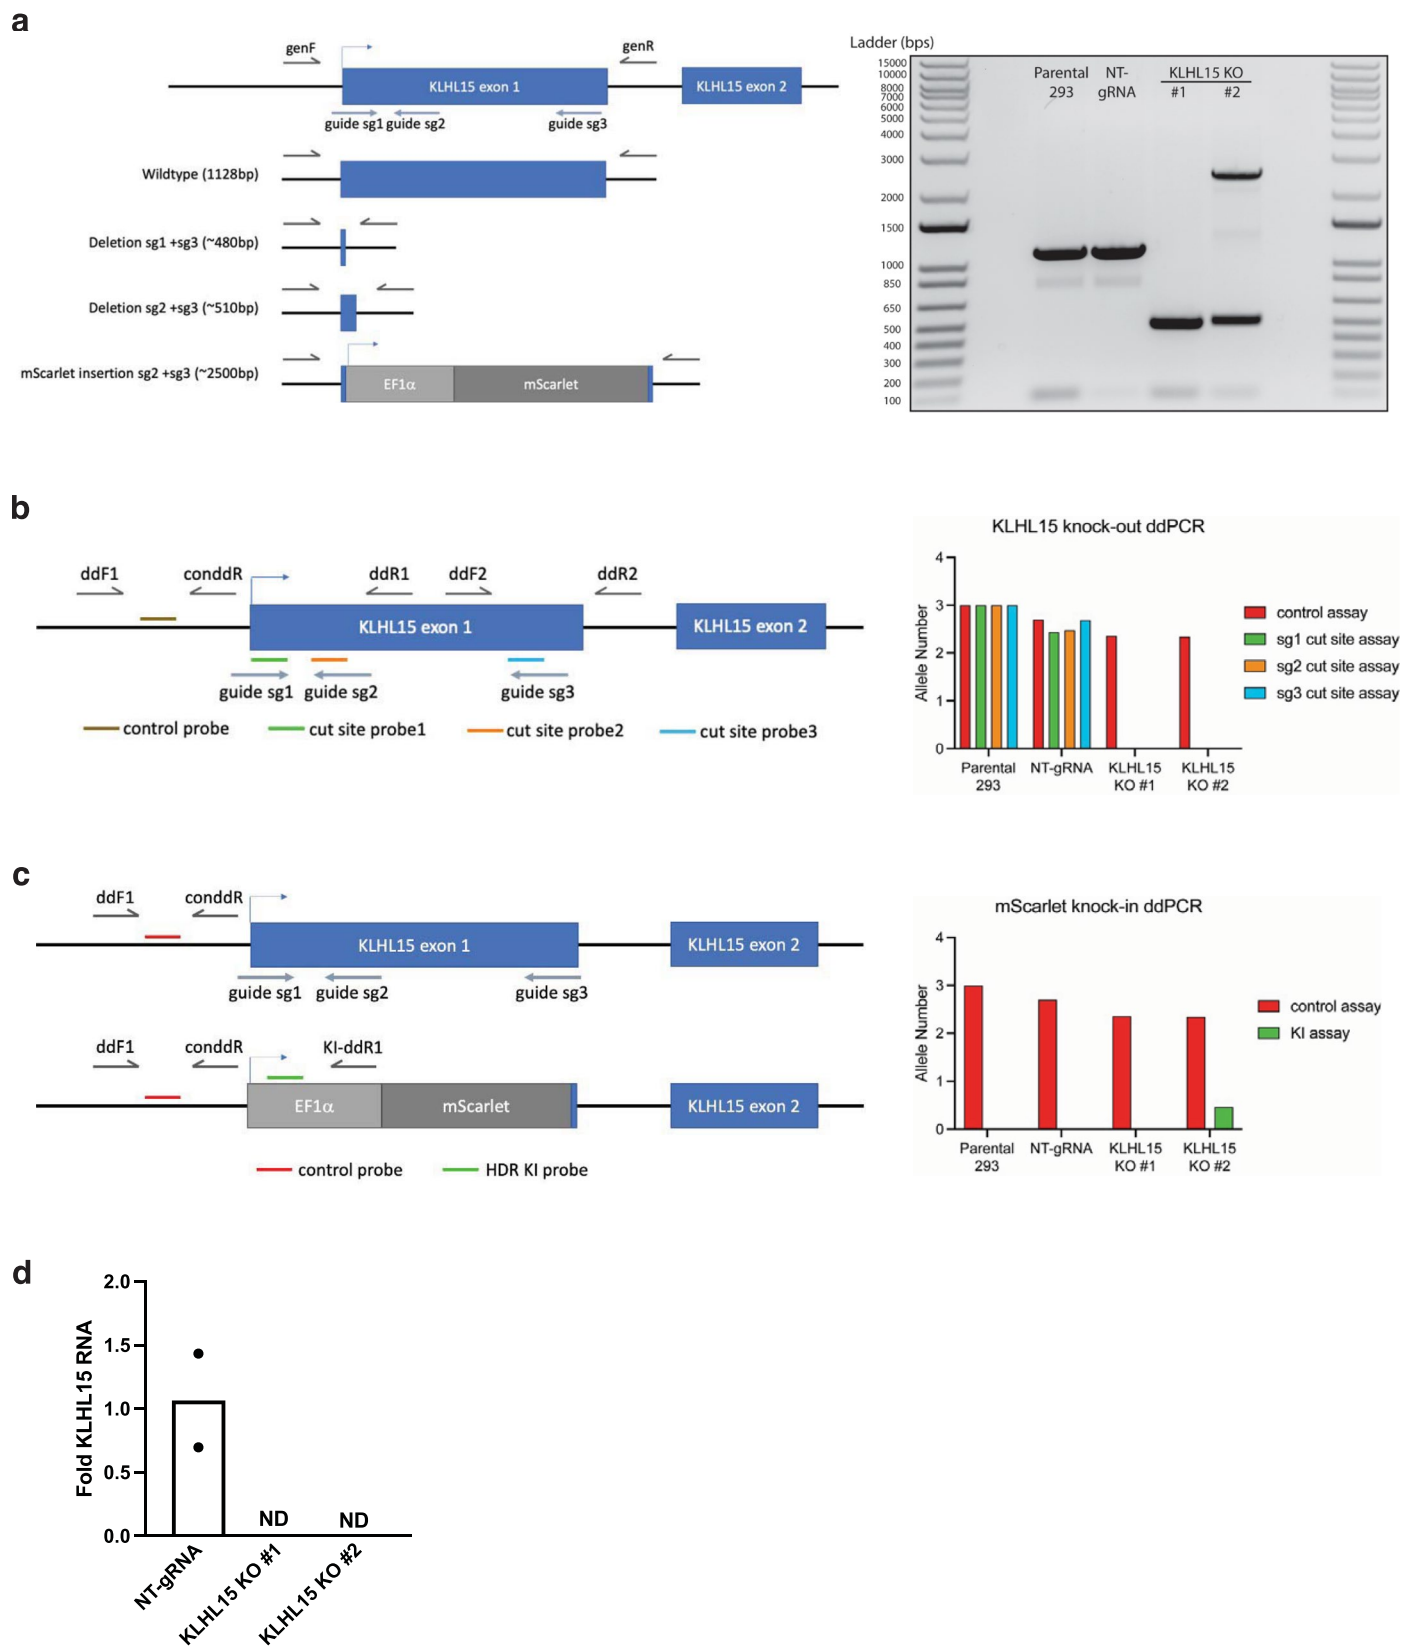 a
genF
genR
KLHL15 exon 1
KLHL15 exon 2
guide sg1
guide sg2
guide sg3
Wildtype (1128bp)
Deletion sg1 +sg3 (~480bp)
Deletion sg2 +sg3 (~510bp)
mScarlet insertion sg2 +sg3 (~2500bp)
EF1α
mScarlet
Ladder (bps)
15000
10000
8000
7000
6000
5000
4000
3000
2000
1500
1000
850
650
500
400
300
200
100
Parental
293
NT-
gRNA
KLHL15 KO
#1
#2
b
ddF1
conddR
ddR1
ddF2
ddR2
KLHL15 exon 1
KLHL15 exon 2
guide sg1
guide sg2
guide sg3
control probe
cut site probe1
cut site probe2
cut site probe3
KLHL15 knock-out ddPCR
Allele Number
4
3
2
1
0
Parental
293
NT-gRNA
KLHL15
KO #1
KLHL15
KO #2
control assay
sg1 cut site assay
sg2 cut site assay
sg3 cut site assay
c
ddF1
conddR
KLHL15 exon 1
KLHL15 exon 2
guide sg1
guide sg2
guide sg3
ddF1
conddR
KI-ddR1
EF1α
mScarlet
KLHL15 exon 2
control probe
HDR KI probe
mScarlet knock-in ddPCR
Allele Number
4
3
2
1
0
Parental
293
NT-gRNA
KLHL15
KO #1
KLHL15
KO #2
control assay
KI assay
d
Fold KLHL15 RNA
2.0
1.5
1.0
0.5
0.0
ND
ND
NT-gRNA
KLHL15 KO #1
KLHL15 KO #2